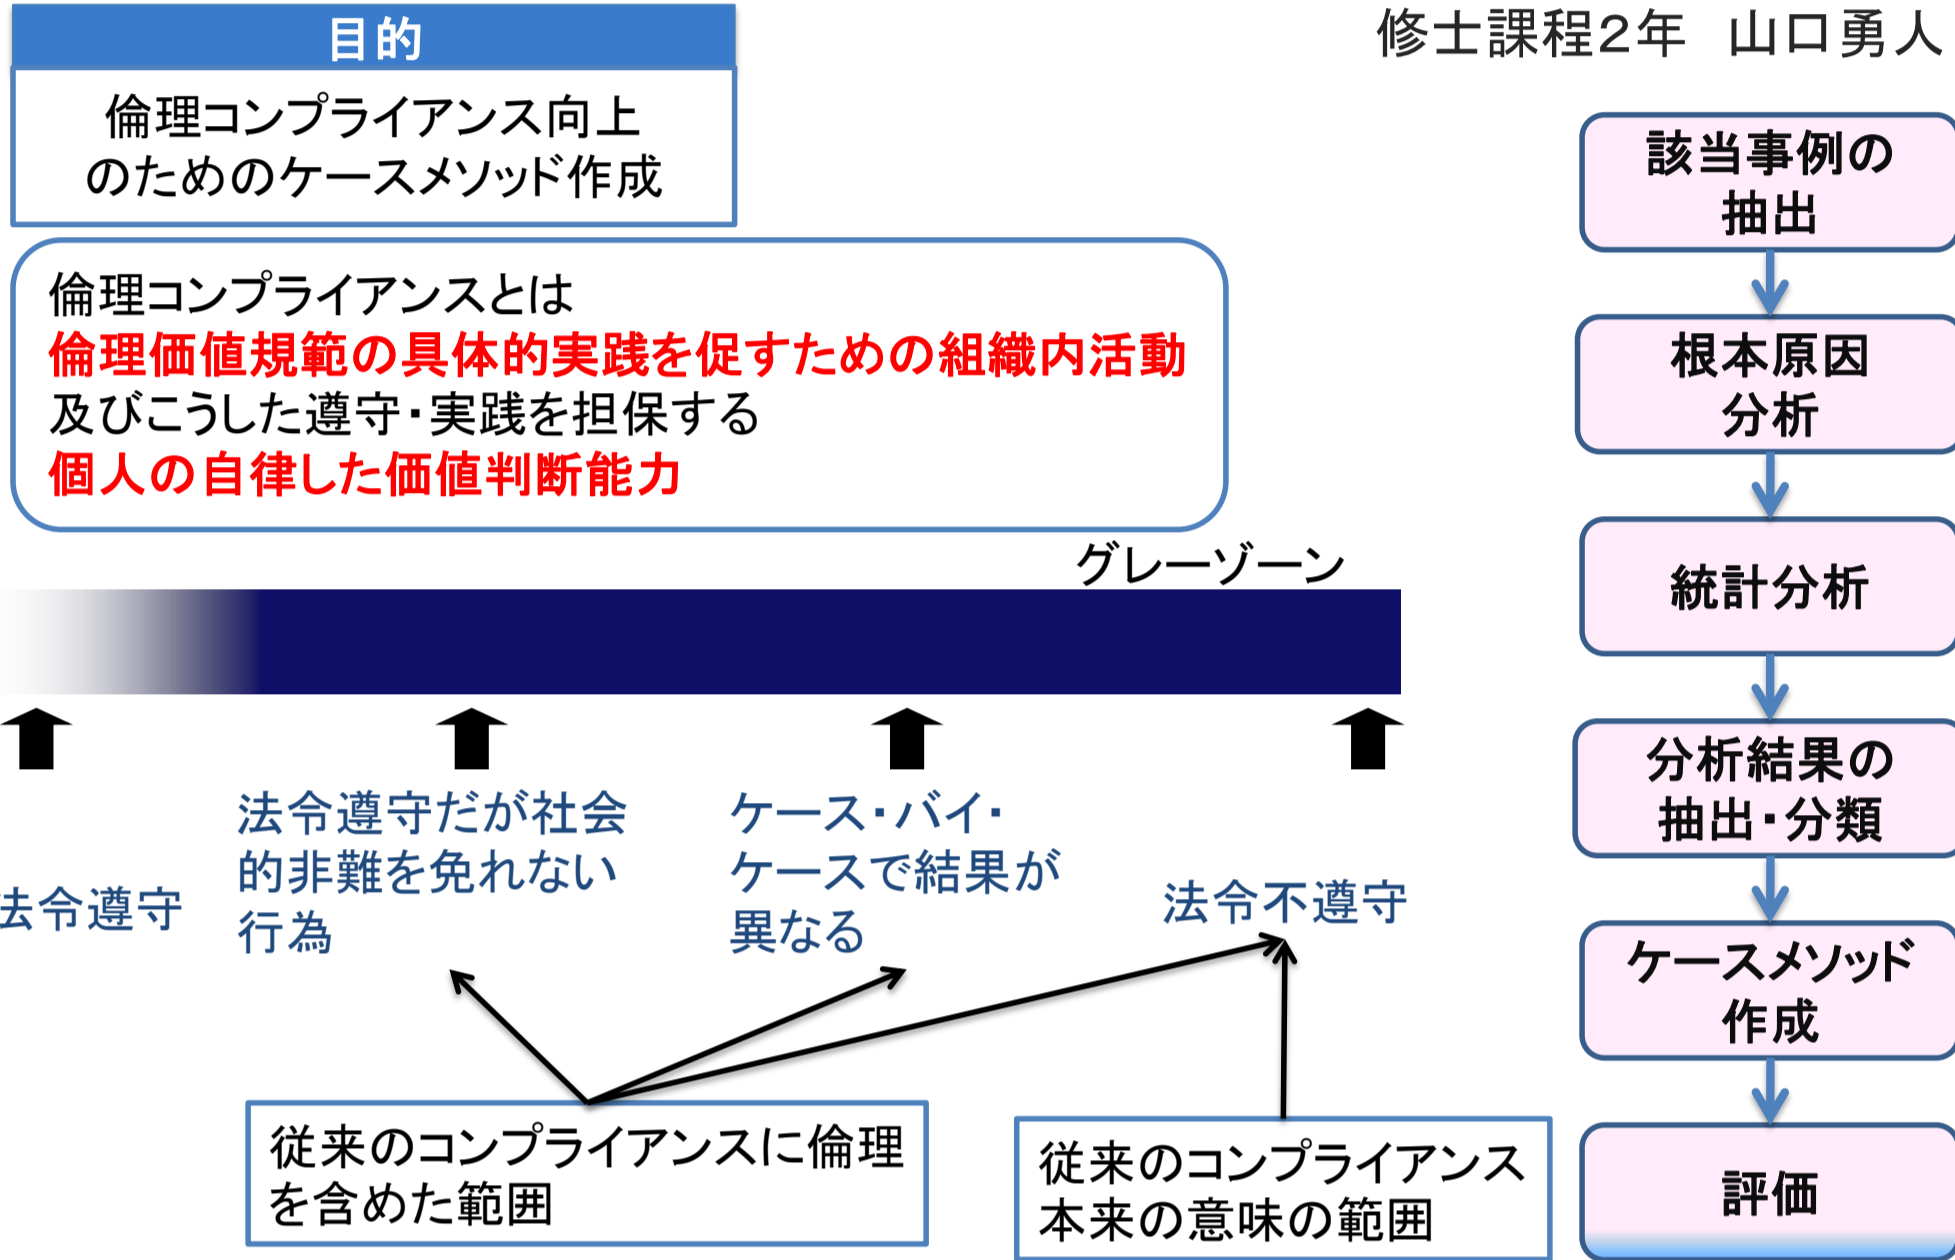 目的
修士課程2年　山口勇人
倫理コンプライアンス向上
のためのケースメソッド作成
倫理コンプライアンスとは
倫理価値規範の具体的実践を促すための組織内活動
及びこうした遵守・実践を担保する
個人の自律した価値判断能力
グレーゾーン
法令遵守
法令遵守だが社会
的非難を免れない
行為
ケース・バイ・
ケースで結果が
異なる
法令不遵守
従来のコンプライアンスに倫理
を含めた範囲
従来のコンプライアンス
本来の意味の範囲
該当事例の
抽出
根本原因
分析
統計分析
分析結果の
抽出・分類
ケースメソッド
作成
評価